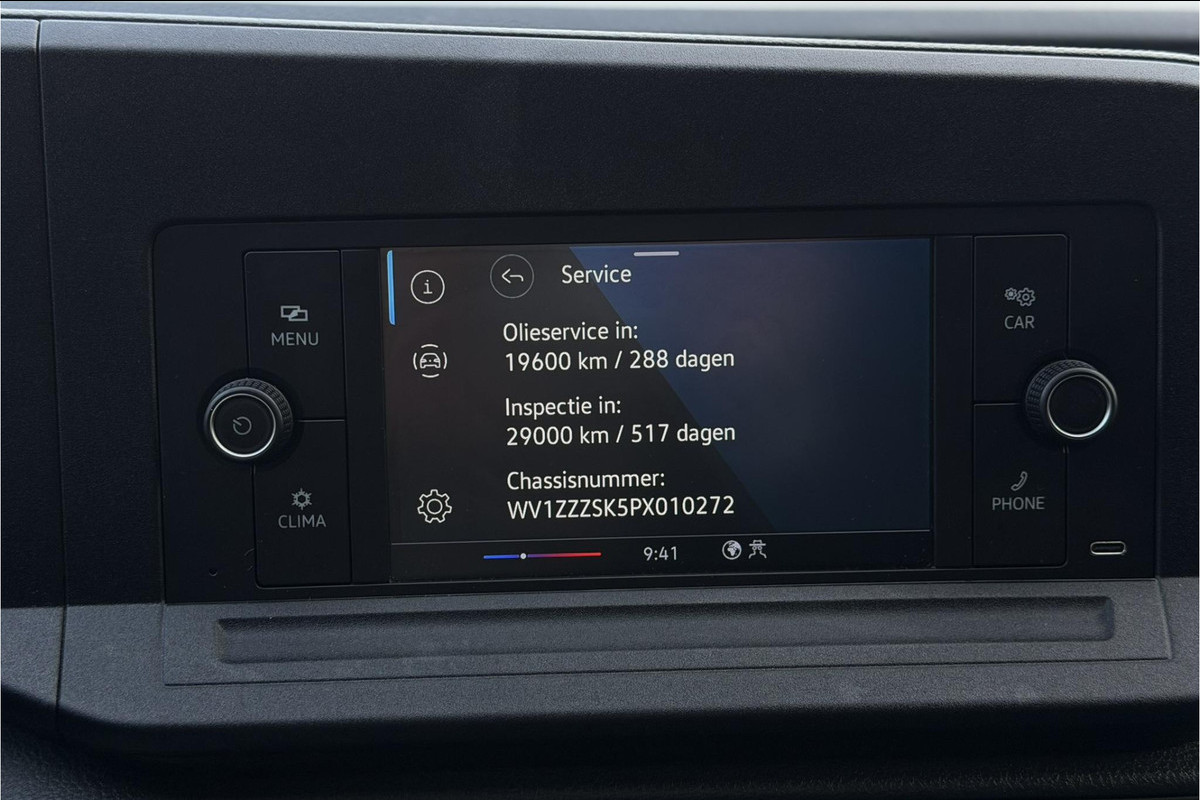 Service
Olieservice in:
19600 km / 288 dagen
Inspectie in:
29000 km / 517 dagen
Chassisnummer:
WV1ZZZSK5PX010272
9:41
MENU
CLIMA
CAR
PHONE